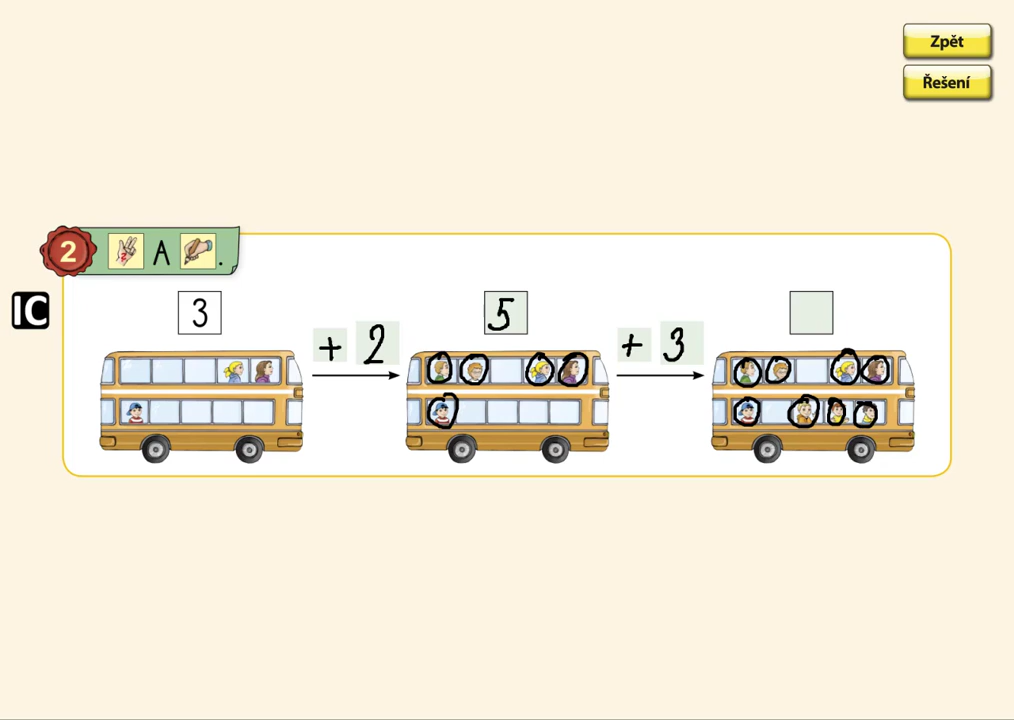 Zpět
Řešení
2 A .
IC
3 5
+ 2 + 3